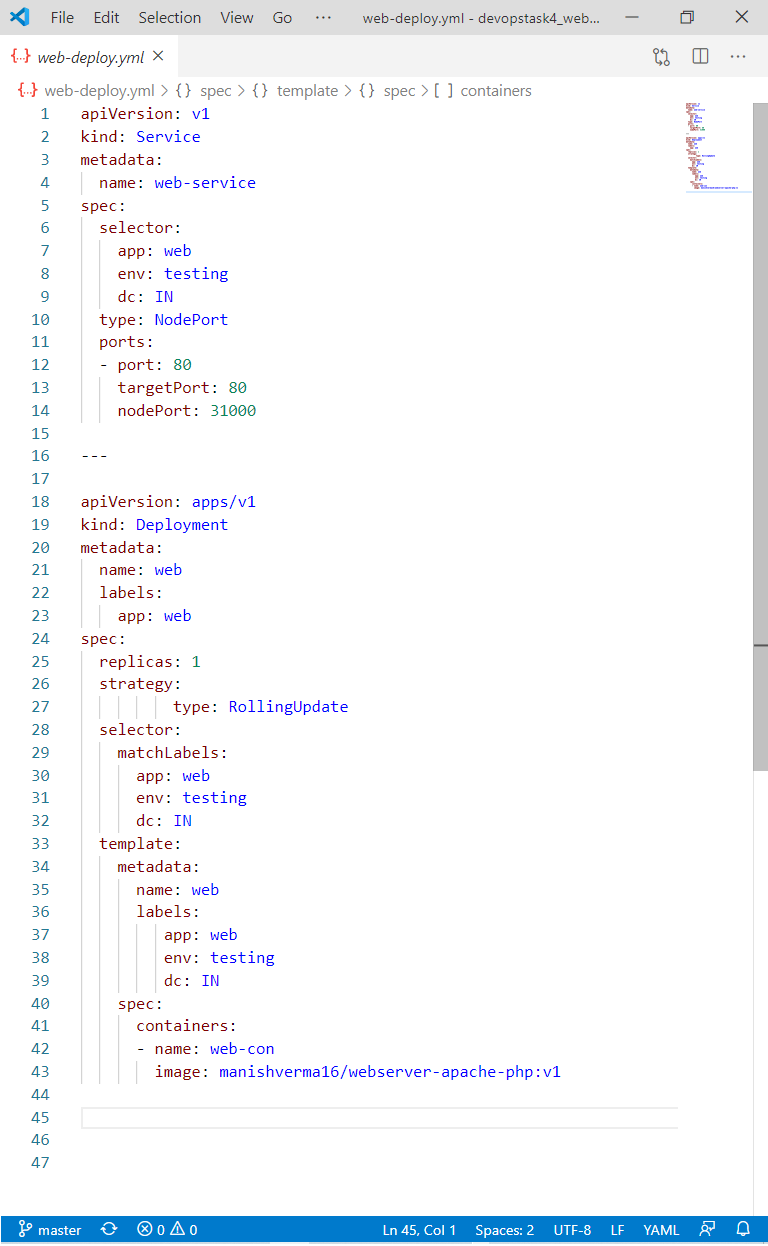 File Edit Selection View Go ··· web-deploy.yml - devopstask4_web...
{..} web-deploy.yml
{..} web-deploy.yml > {} spec > {} template > {} spec > [ ] containers
1 apiVersion: v1
2 kind: Service
3 metadata:
4   name: web-service
5 spec:
6   selector:
7     app: web
8     env: testing
9     dc: IN
10   type: NodePort
11   ports:
12   - port: 80
13     targetPort: 80
14     nodePort: 31000
15
16 ---
17
18 apiVersion: apps/v1
19 kind: Deployment
20 metadata:
21   name: web
22   labels:
23     app: web
24 spec:
25   replicas: 1
26   strategy:
27           type: RollingUpdate
28   selector:
29     matchLabels:
30       app: web
31       env: testing
32       dc: IN
33   template:
34     metadata:
35       name: web
36       labels:
37          app: web
38          env: testing
39          dc: IN
40     spec:
41       containers:
42       - name: web-con
43         image: manishverma16/webserver-apache-php:v1
44
45
46
47
master 0 0 Ln 45, Col 1 Spaces: 2 UTF-8 LF YAML